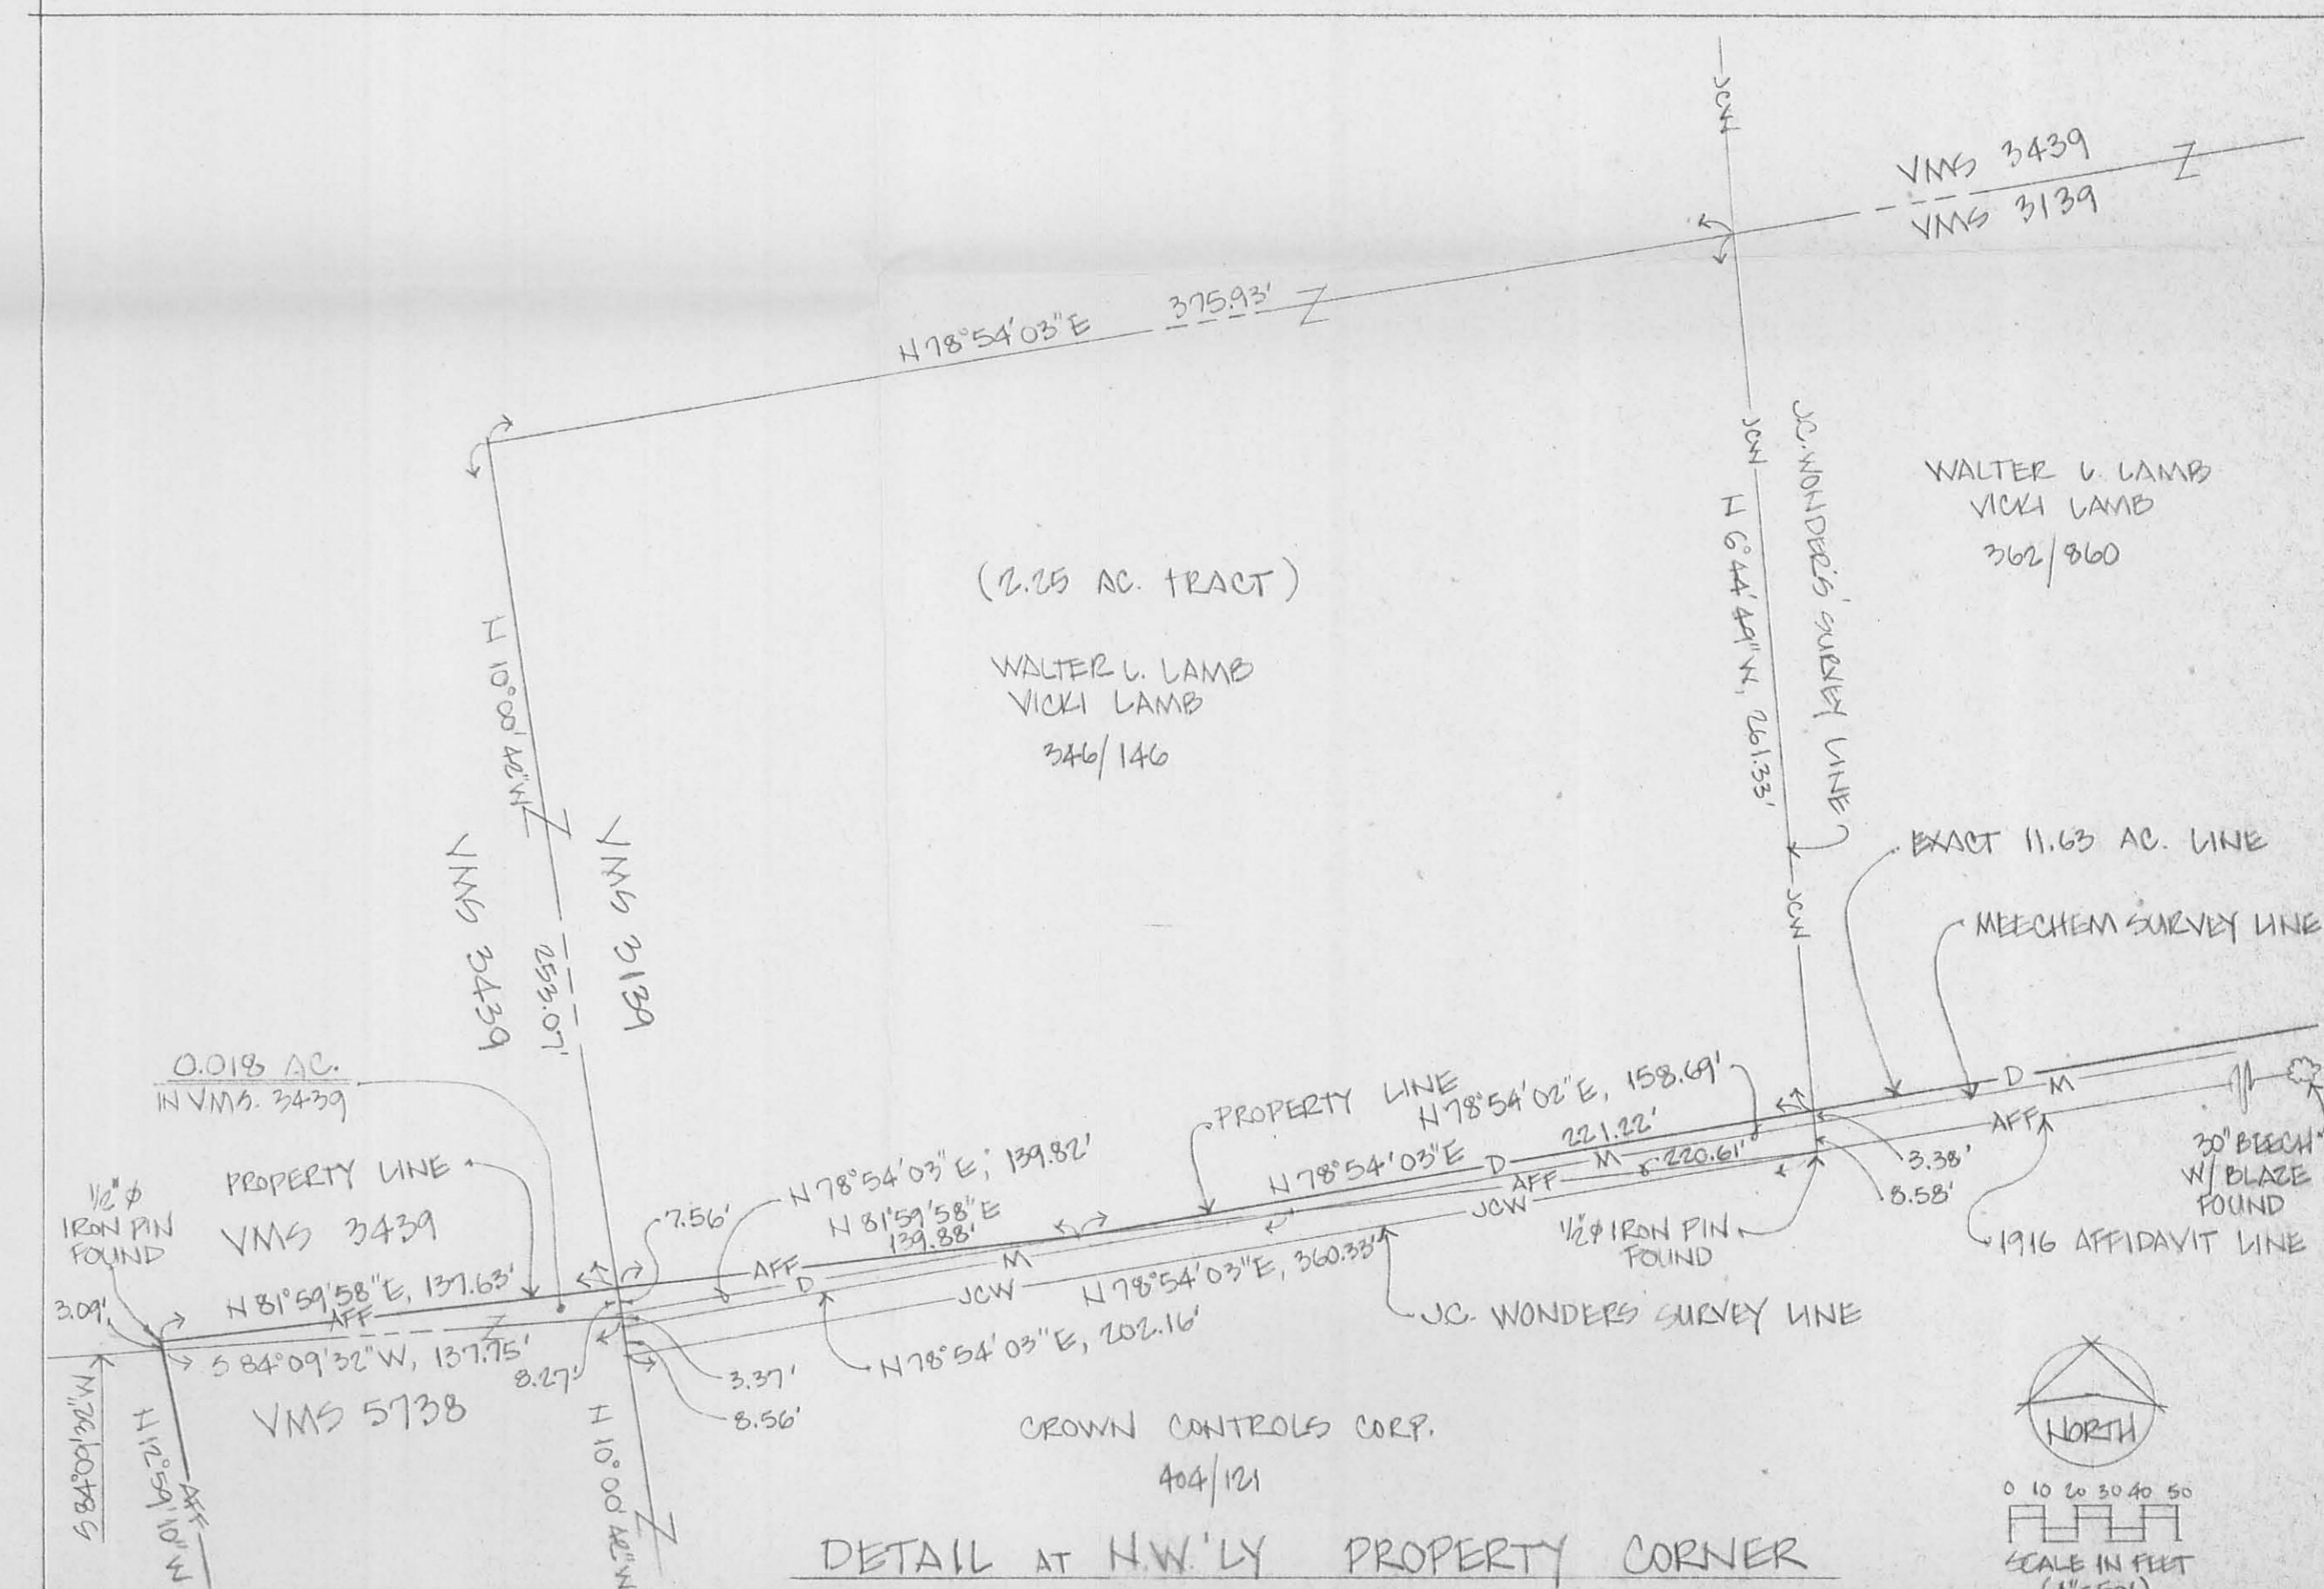 JCW
VMS 3439
Z
VMS 3139
N 78°54'03"E 375.93' Z
JCW
N 6°44'49"W, 261.33'
J.C. WONDERS' SURVEY LINE
JCW
WALTER L. LAMB
VICKI LAMB
362/860
(2.25 AC. TRACT)
WALTER L. LAMB
VICKI LAMB
346/146
N 10°00'42"W Z
253.07'
VMS 3439
VMS 3139
EXACT 11.63 AC. LINE
MEECHEM SURVEY LINE
0.018 AC.
IN VMS. 3439
PROPERTY LINE
VMS 3439
1/2" Ø
IRON PIN
FOUND
3.09'
N 81°59'58"E, 137.63'
AFF
Z
S 84°09'32"W, 137.75'
VMS 5738
S84°09'32"W
N 12°59'10"W
AFF
8.27'
7.56'
N 78°54'03"E, 139.82'
N 81°59'58"E
139.88'
AFF
D
M
JCW
PROPERTY LINE
N 78°54'02"E, 158.69'
N 78°54'03"E
221.22'
D
M
220.61'
AFF
JCW
N 78°54'03"E, 360.33'
N 78°54'03"E, 202.16'
1/2" Ø IRON PIN
FOUND
J.C. WONDERS SURVEY LINE
3.37'
8.56'
3.38'
8.58'
D
M
AFF
30" BEECH
W/ BLAZE
FOUND
1916 AFFIDAVIT LINE
N 10°00'42"W
Z
CROWN CONTROLS CORP.
404/121
DETAIL AT N.W.'LY PROPERTY CORNER
NORTH
0 10 20 30 40 50
SCALE IN FEET